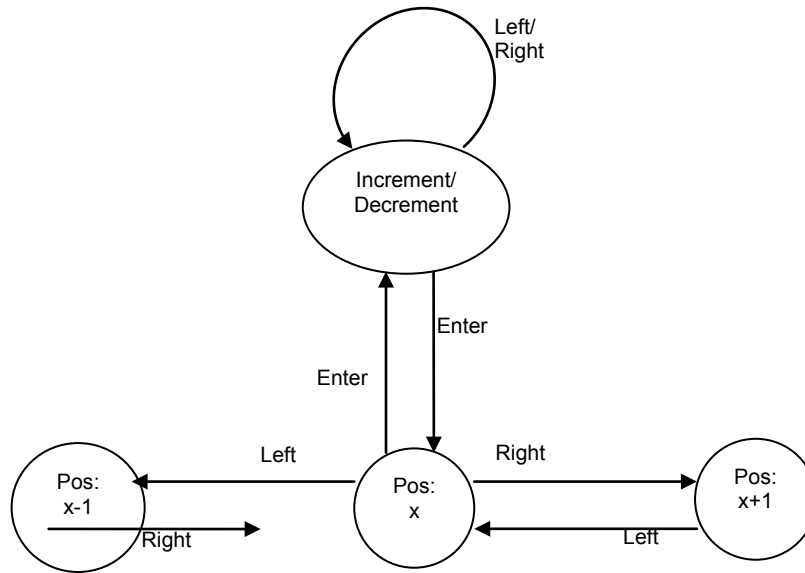 Left/
Right
Increment/
Decrement
Enter
Enter
Left
Right
Pos:
x-1
Pos:
x
Pos:
x+1
Right
Left